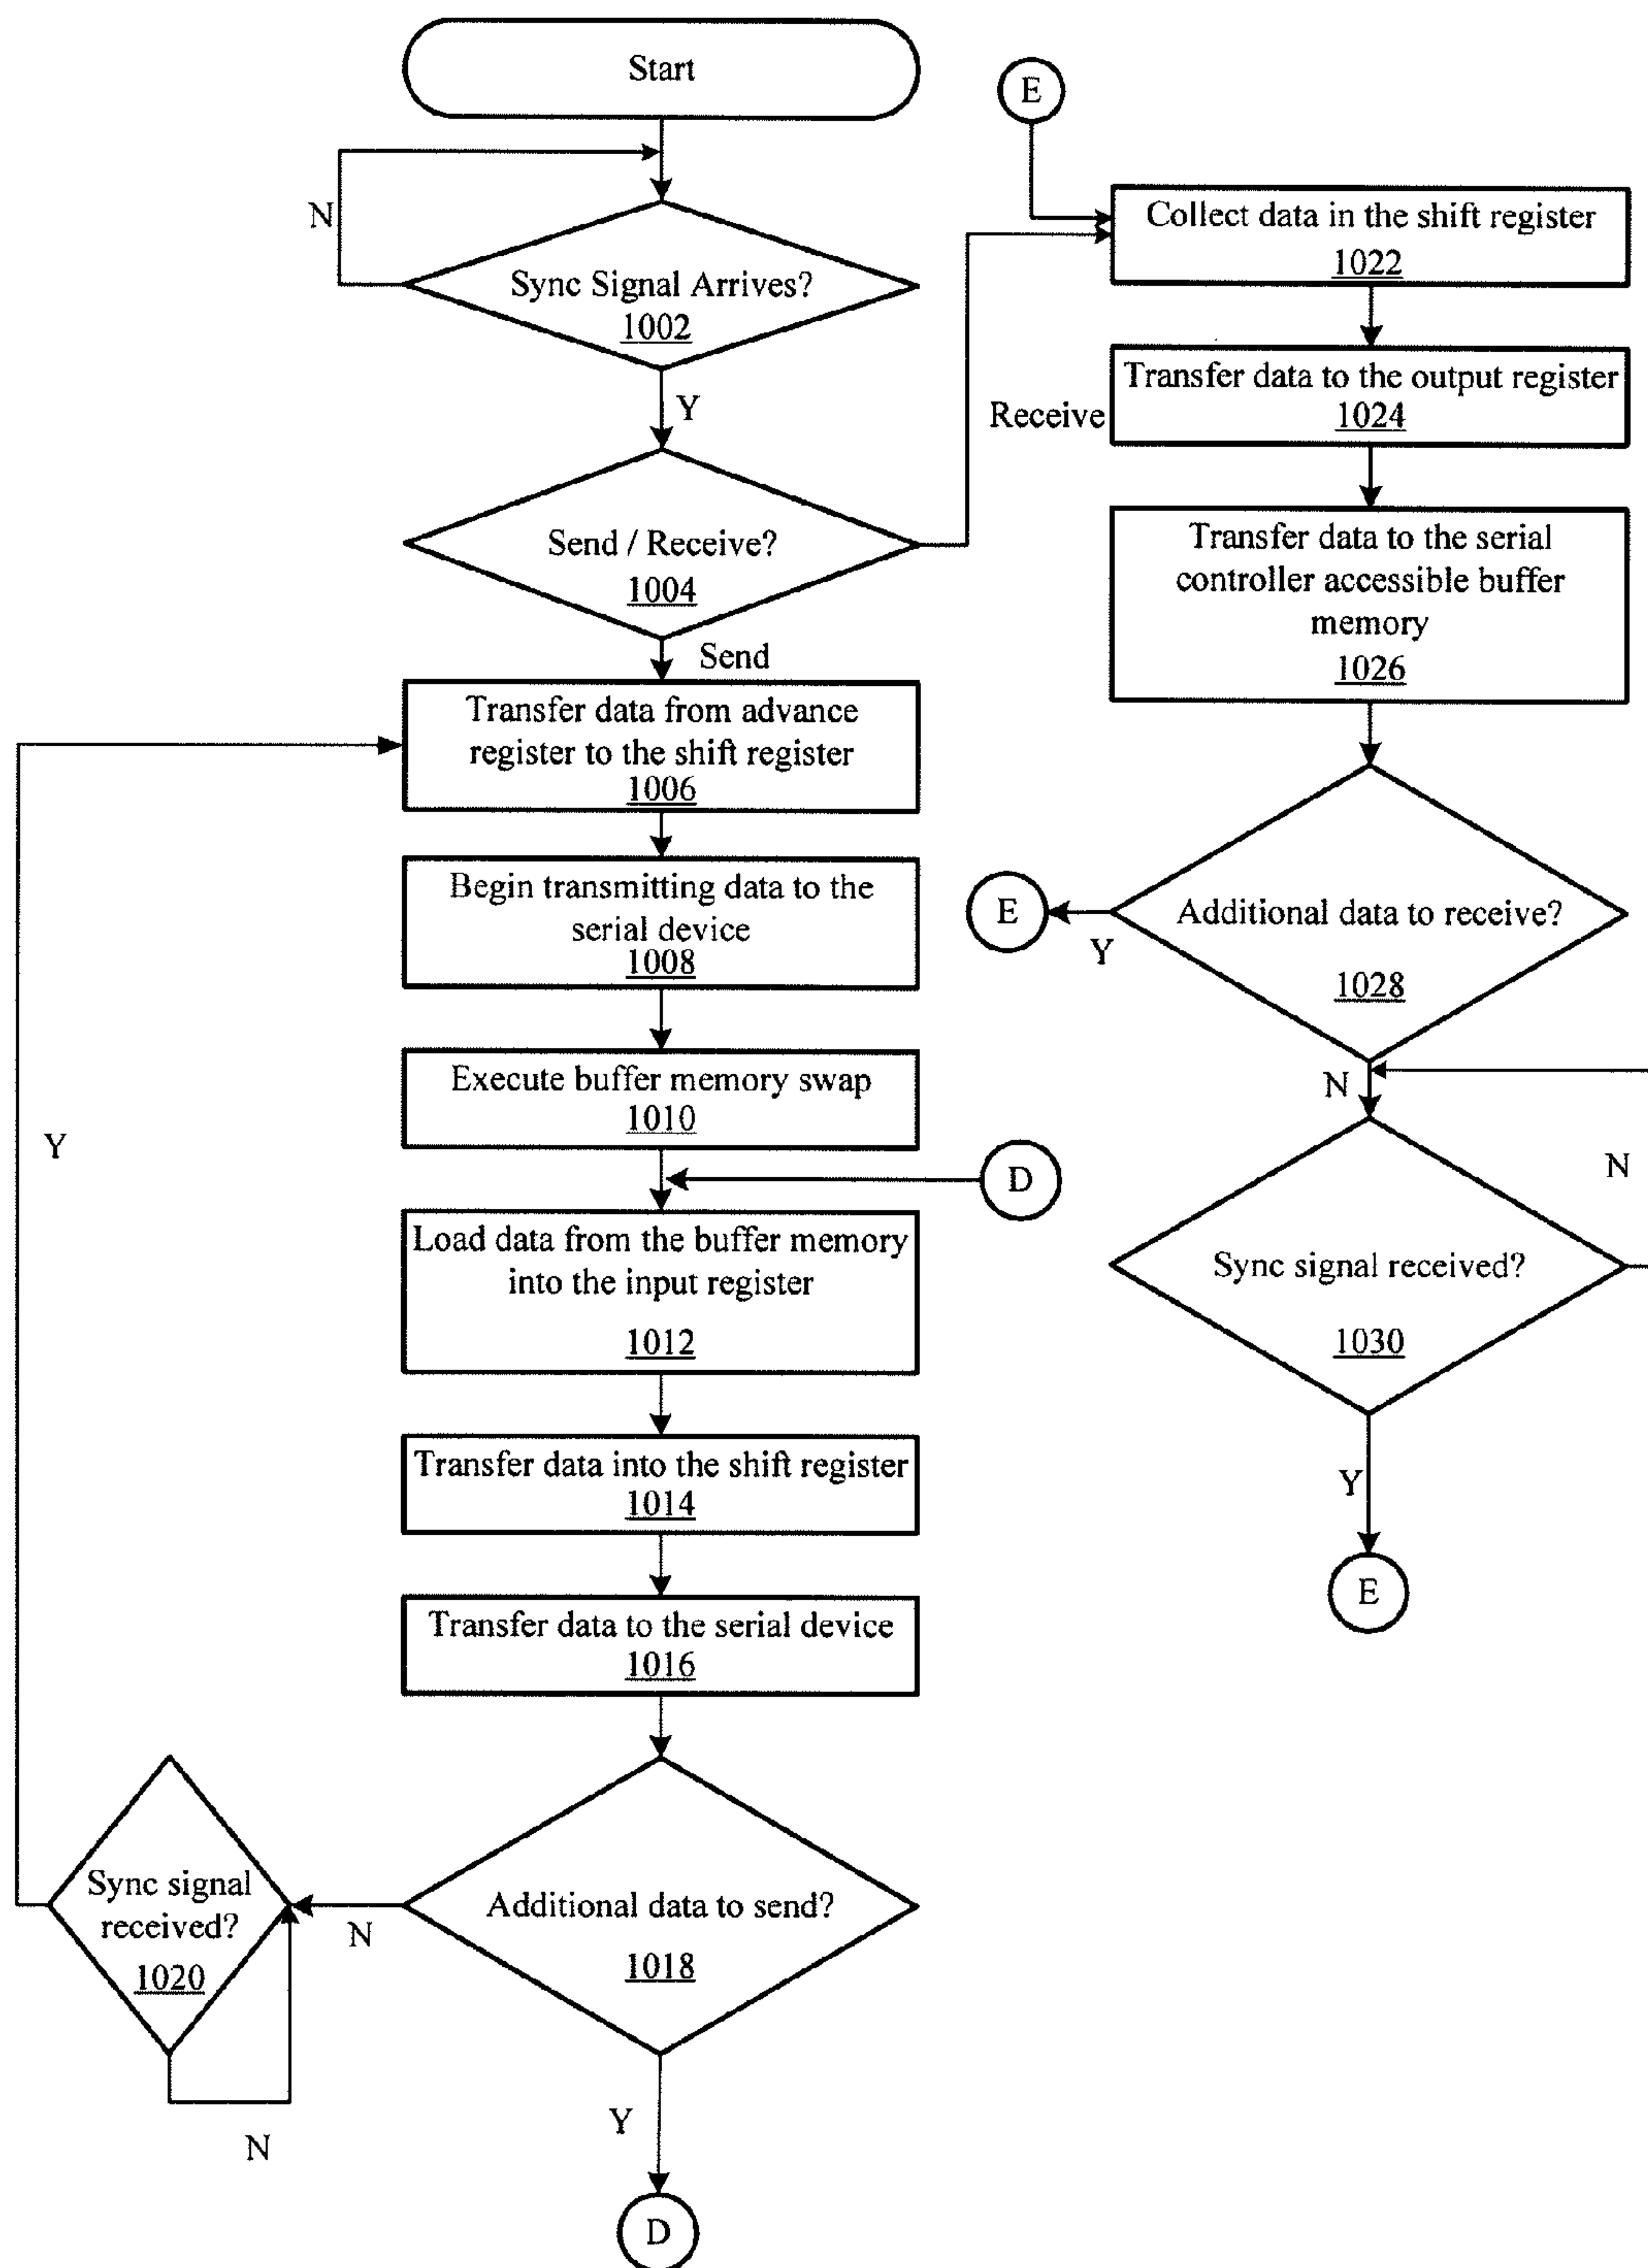 Start
N
Sync Signal Arrives?
1002
Y
Send / Receive?
1004
Send
Receive
Transfer data from advance
register to the shift register
1006
Begin transmitting data to the
serial device
1008
Execute buffer memory swap
1010
D
Load data from the buffer memory
into the input register
1012
Transfer data into the shift register
1014
Transfer data to the serial device
1016
Additional data to send?
1018
N
Y
D
Sync signal
received?
1020
N
Y
E
Collect data in the shift register
1022
Transfer data to the output register
1024
Transfer data to the serial
controller accessible buffer
memory
1026
Additional data to receive?
1028
Y
E
N
Sync signal received?
1030
N
Y
E